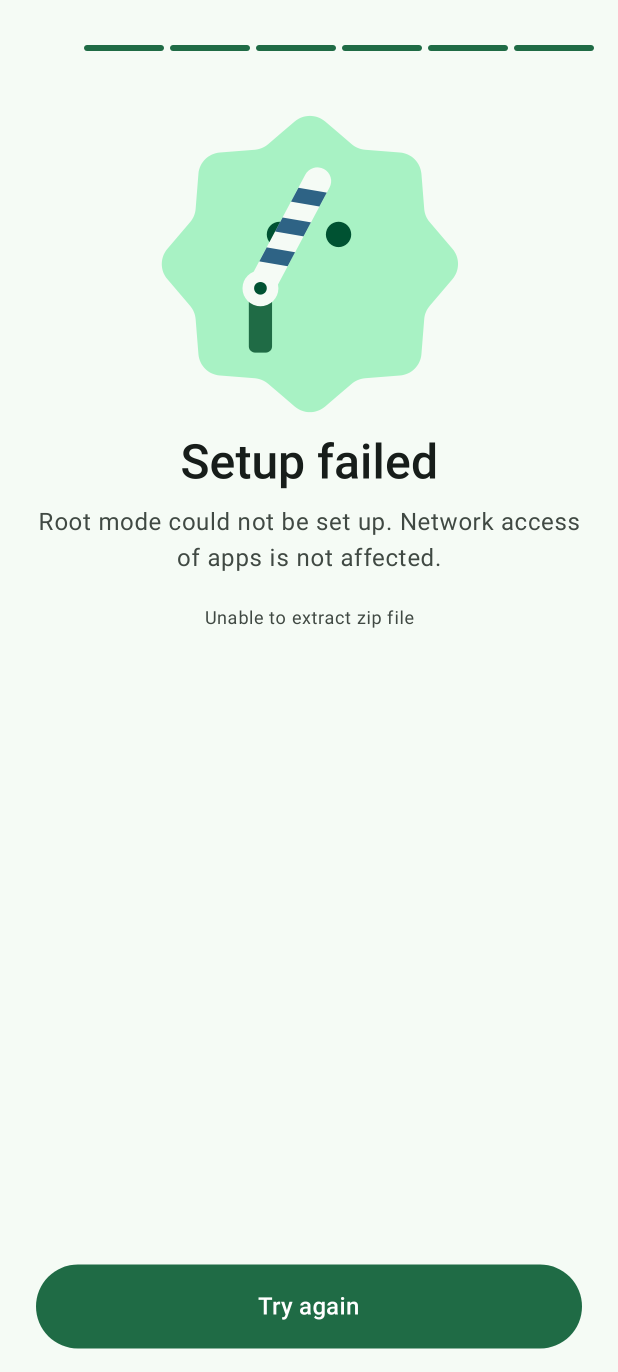 Setup failed
Root mode could not be set up. Network access
of apps is not affected.
Unable to extract zip file
Try again